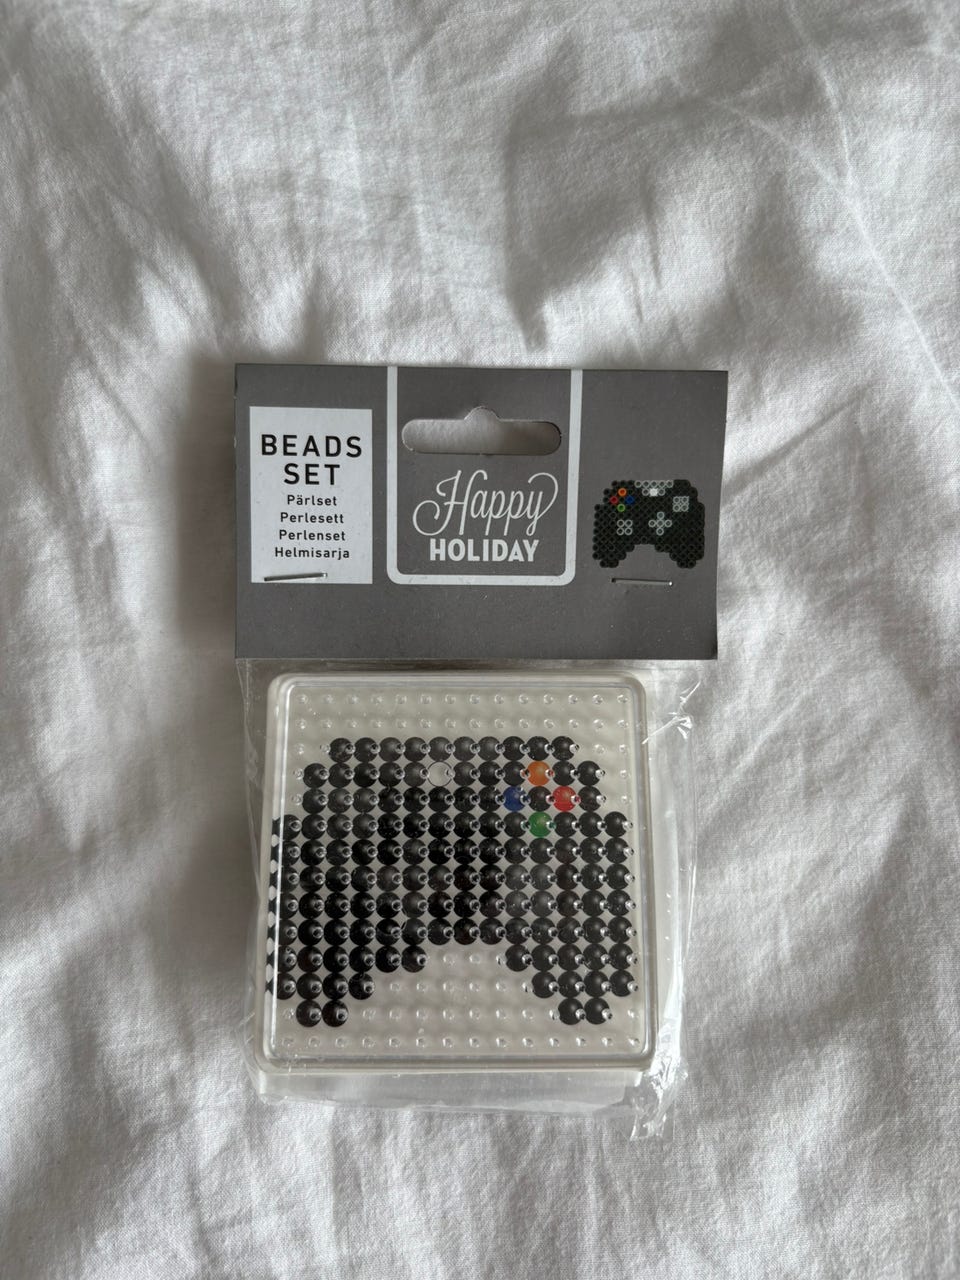 BEADS
SET
Pärlset
Perlesett
Perlenset
Helmisarja
Happy
HOLIDAY